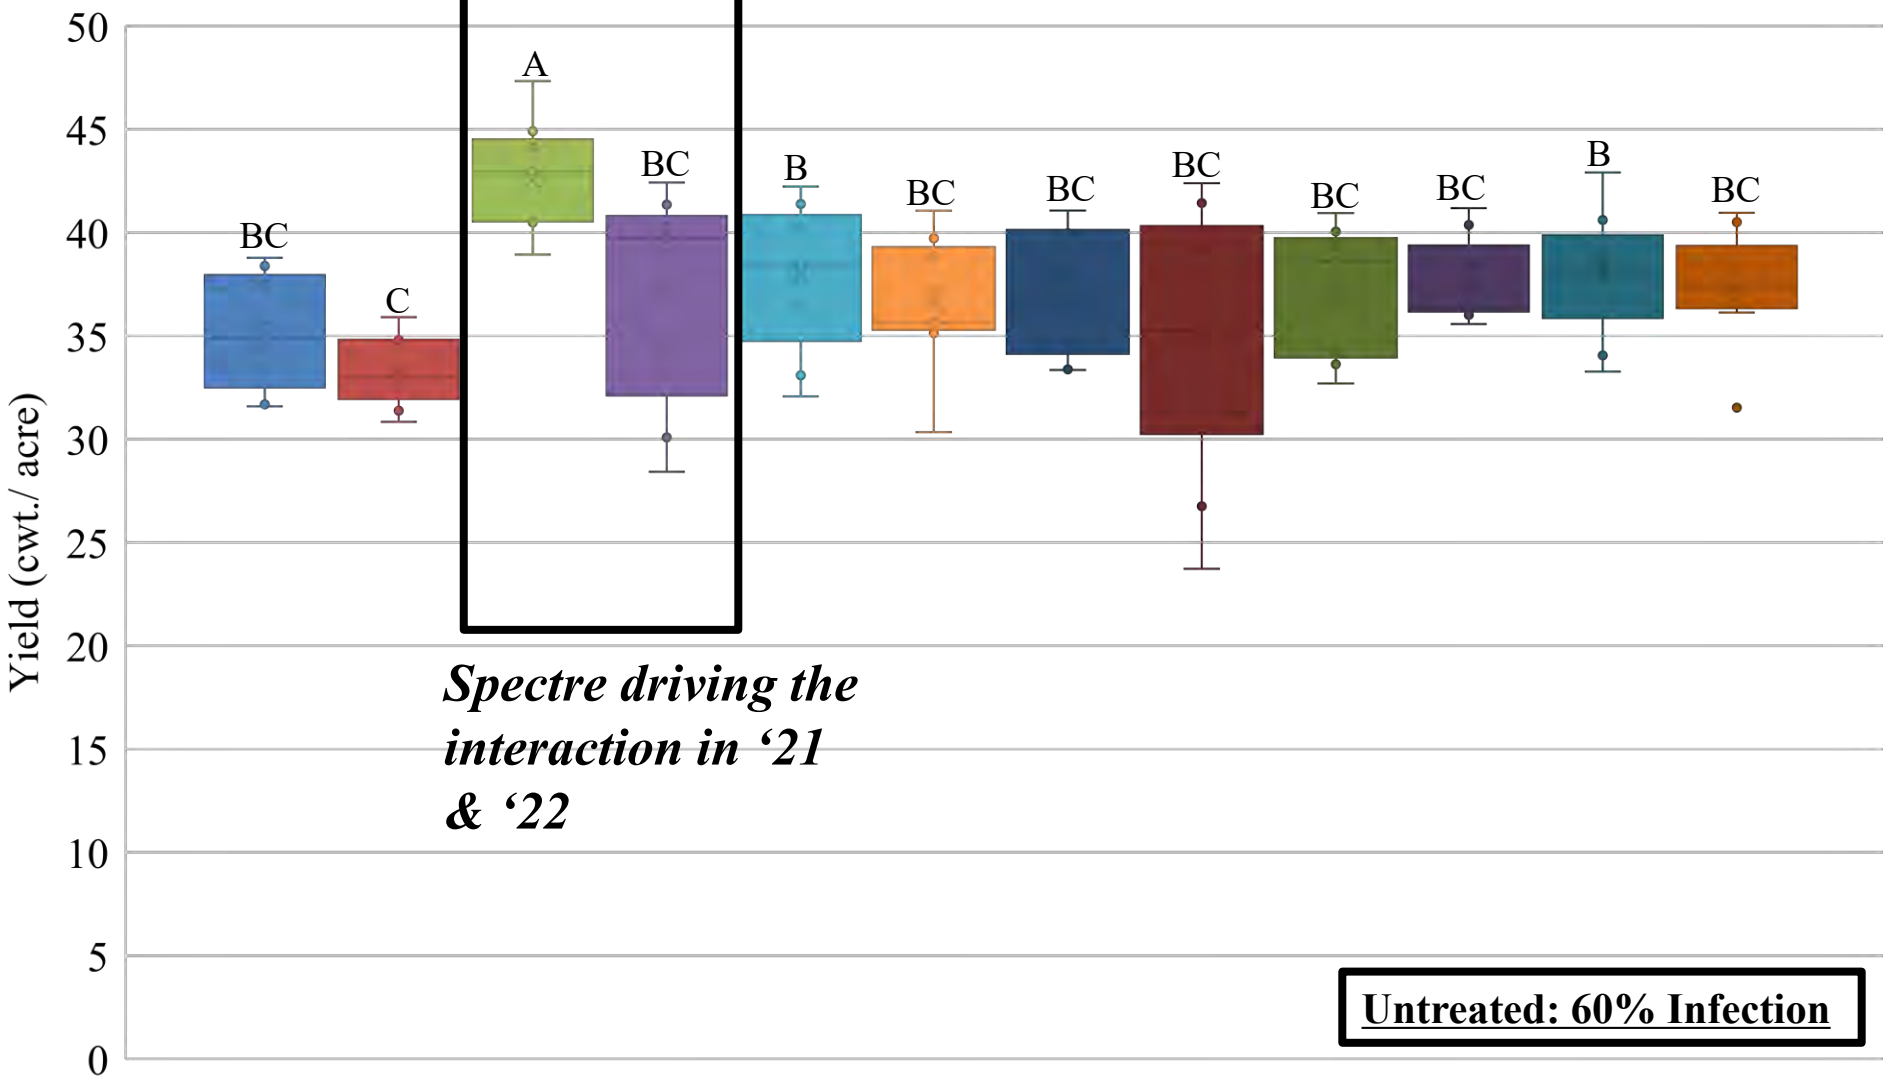 50
A
45
BC
B
BC
BC
BC
BC
BC
B
BC
40
BC
C
35
30
25
20
Yield (cwt./ acre)
Spectre driving the
interaction in ‘21
& ‘22
15
10
5
0
Untreated: 60% Infection